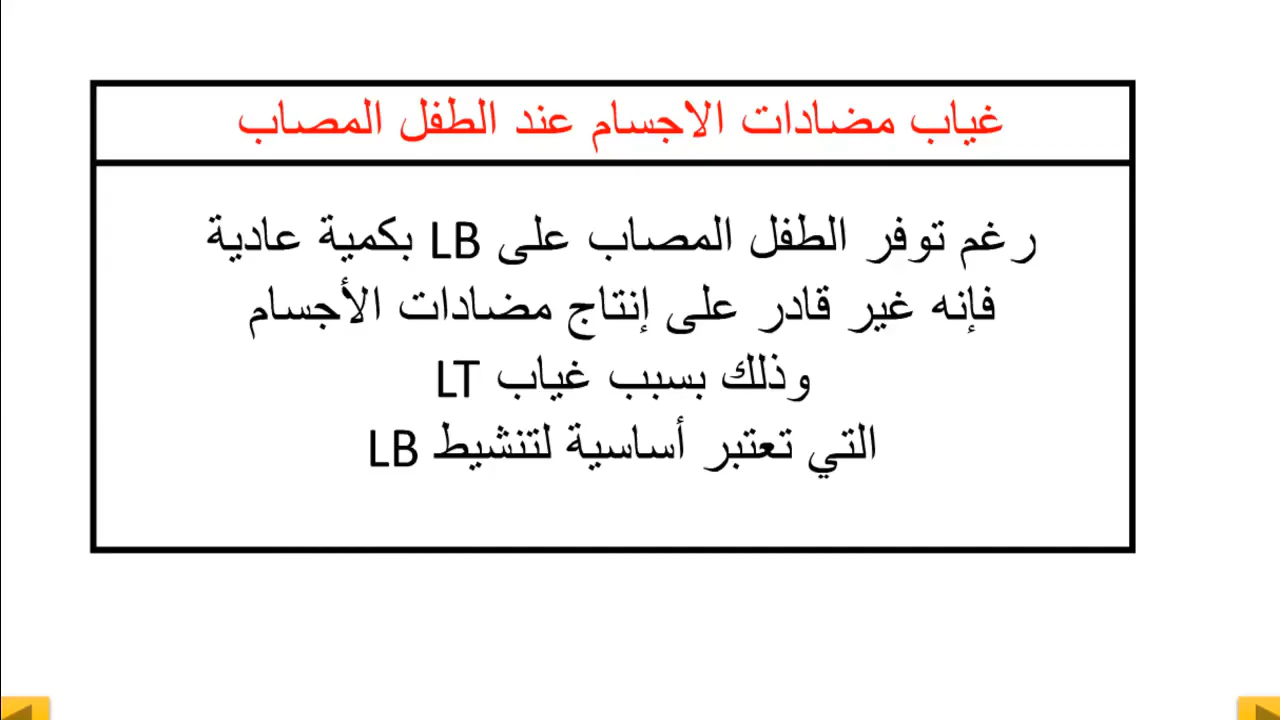 غياب مضادات الاجسام عند الطفل المصاب
رغم توفر الطفل المصاب على LB بكمية عادية
فإنه غير قادر على إنتاج مضادات الأجسام
وذلك بسبب غياب LT
التي تعتبر أساسية لتنشيط LB